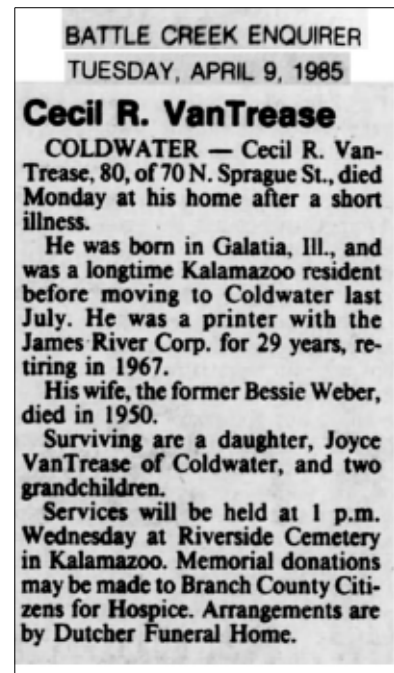 BATTLE CREEK ENQUIRER
TUESDAY, APRIL 9, 1985
Cecil R. VanTrease
COLDWATER — Cecil R. Van-
Trease, 80, of 70 N. Sprague St., died
Monday at his home after a short
illness.
He was born in Galatia, Ill., and
was a longtime Kalamazoo resident
before moving to Coldwater last
July. He was a printer with the
James River Corp. for 29 years, re-
tiring in 1967.
His wife, the former Bessie Weber,
died in 1950.
Surviving are a daughter, Joyce
VanTrease of Coldwater, and two
grandchildren.
Services will be held at 1 p.m.
Wednesday at Riverside Cemetery
in Kalamazoo. Memorial donations
may be made to Branch County Citi-
zens for Hospice. Arrangements are
by Dutcher Funeral Home.